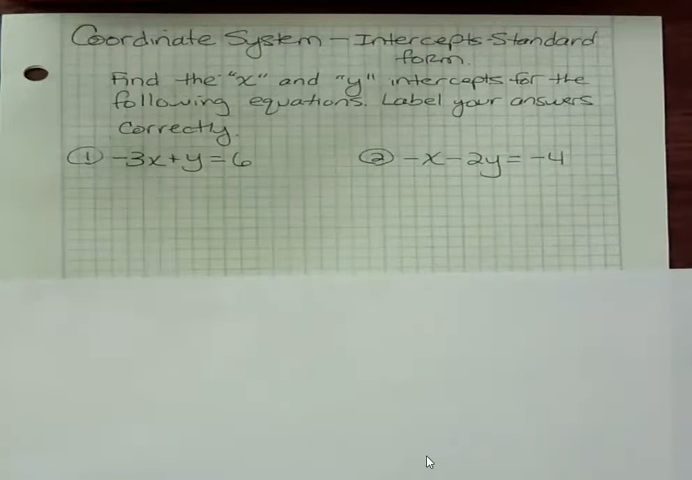 Coordinate System - Intercepts-Standard
form.
Find the "x" and "y" intercepts for the
following equations. Label your answers
correctly.
① -3x+y=6 ② -x-2y=-4